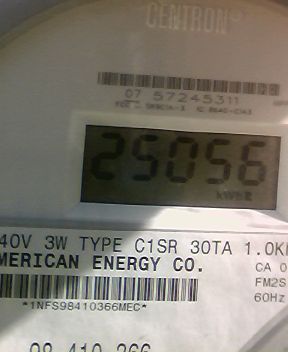 CENTRON
07 57245311
25056
kWhR
40V 3W TYPE C1SR 30TA 1.0K
MERICAN ENERGY CO.
CA 0
FM2S
60Hz
*1NFS98410366MEC*
98 410 366